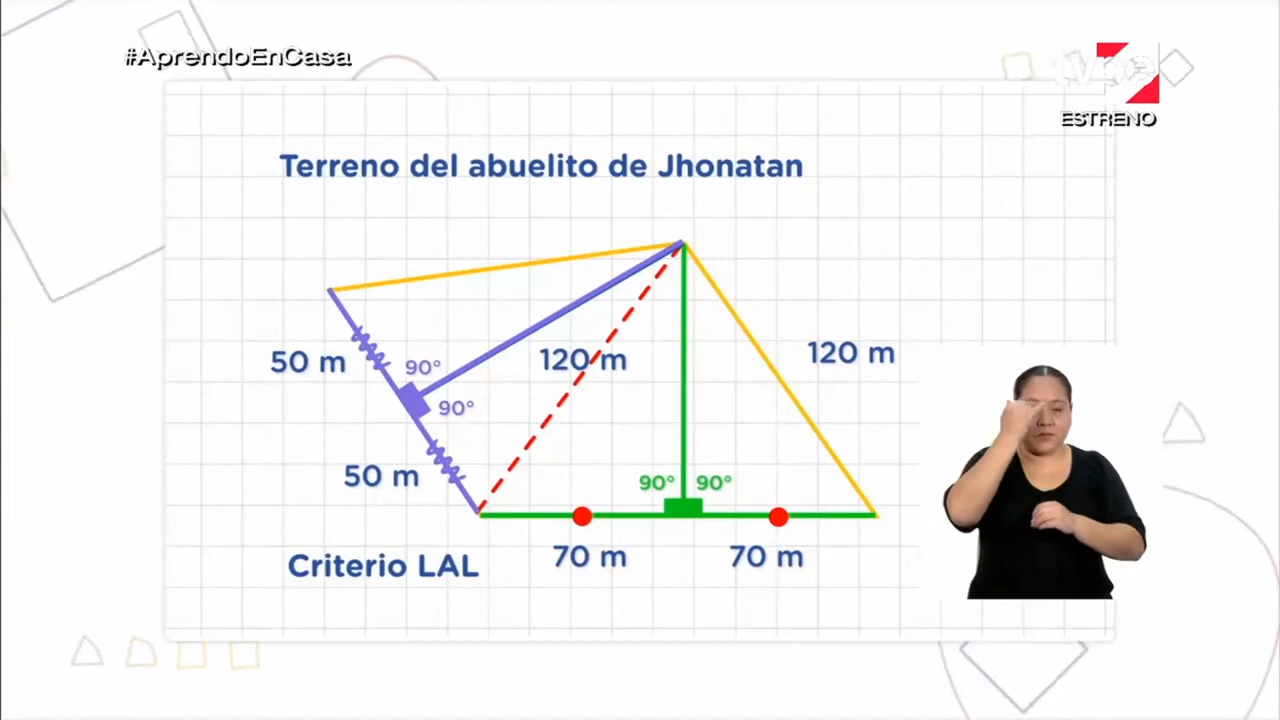 #AprendoEnCasa
tvpe
ESTRENO
Terreno del abuelito de Jhonatan
50 m
90°
120 m
120 m
90°
50 m
90°
90°
70 m
70 m
Criterio LAL